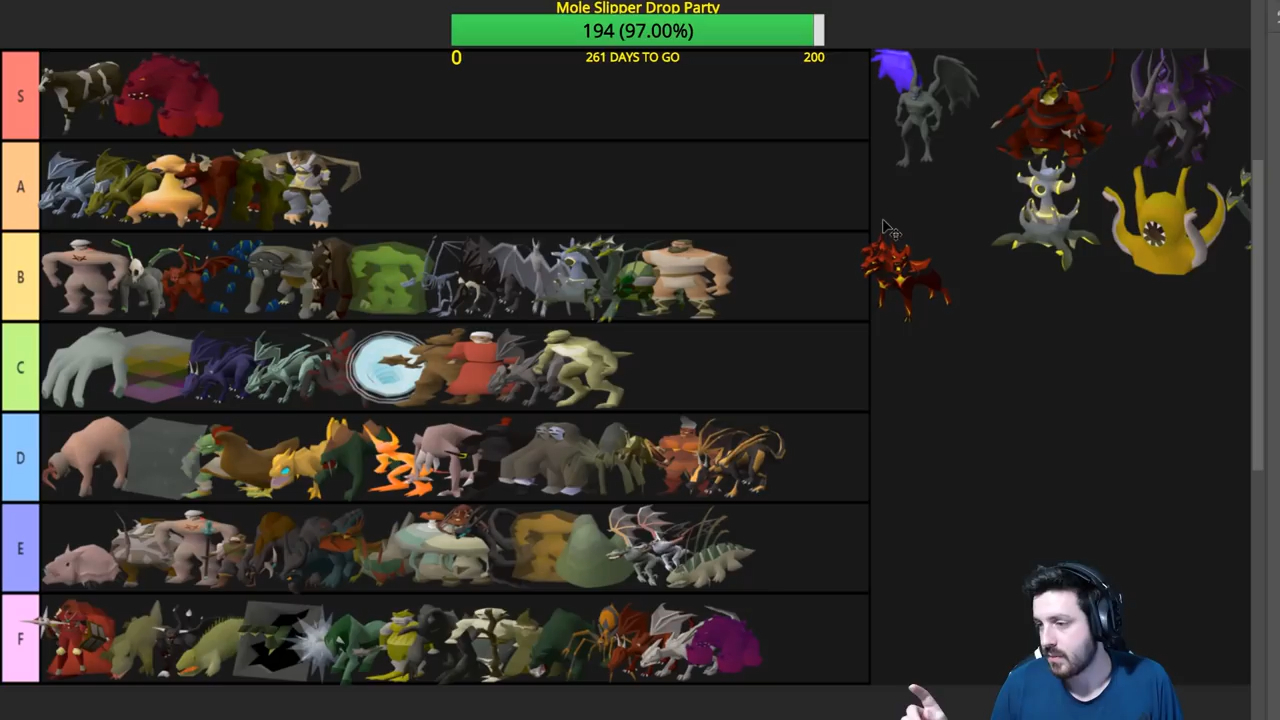 Mole Slipper Drop Party
194 (97.00%)
0 261 DAYS TO GO 200
S
A
B
C
D
E
F